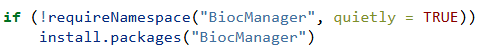 if (!requireNamespace("BiocManager", quietly = TRUE))
    install.packages("BiocManager")